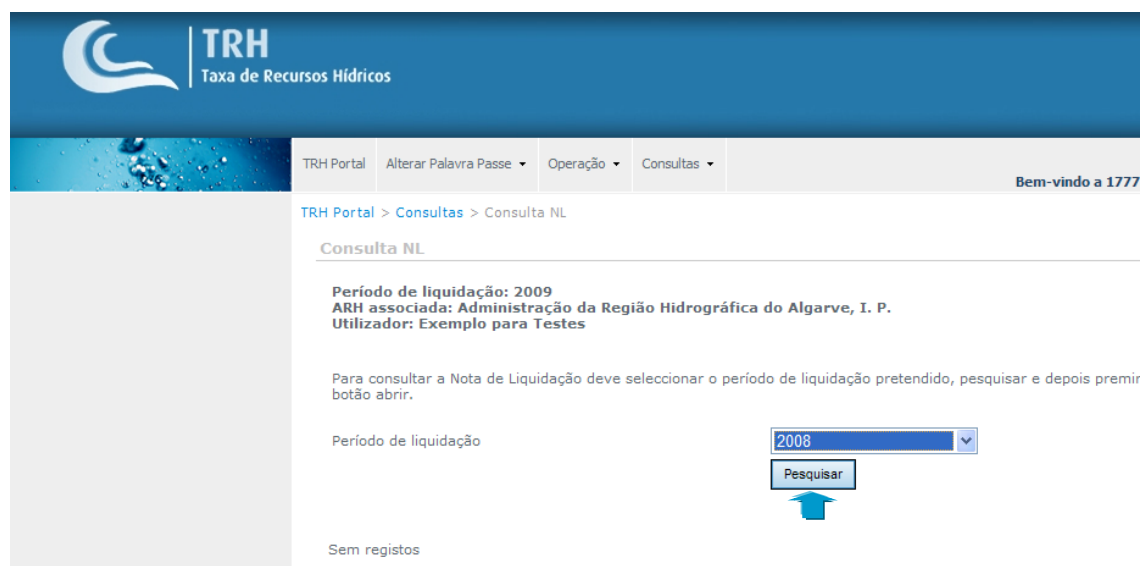 TRH
Taxa de Recursos Hídricos
TRH Portal Alterar Palavra Passe Operação Consultas
Bem-vindo a 1777
TRH Portal > Consultas > Consulta NL
Consulta NL
Período de liquidação: 2009
ARH associada: Administração da Região Hidrográfica do Algarve, I. P.
Utilizador: Exemplo para Testes
Para consultar a Nota de Liquidação deve seleccionar o período de liquidação pretendido, pesquisar e depois premir
botão abrir.
Período de liquidação 2008
Pesquisar
Sem registos